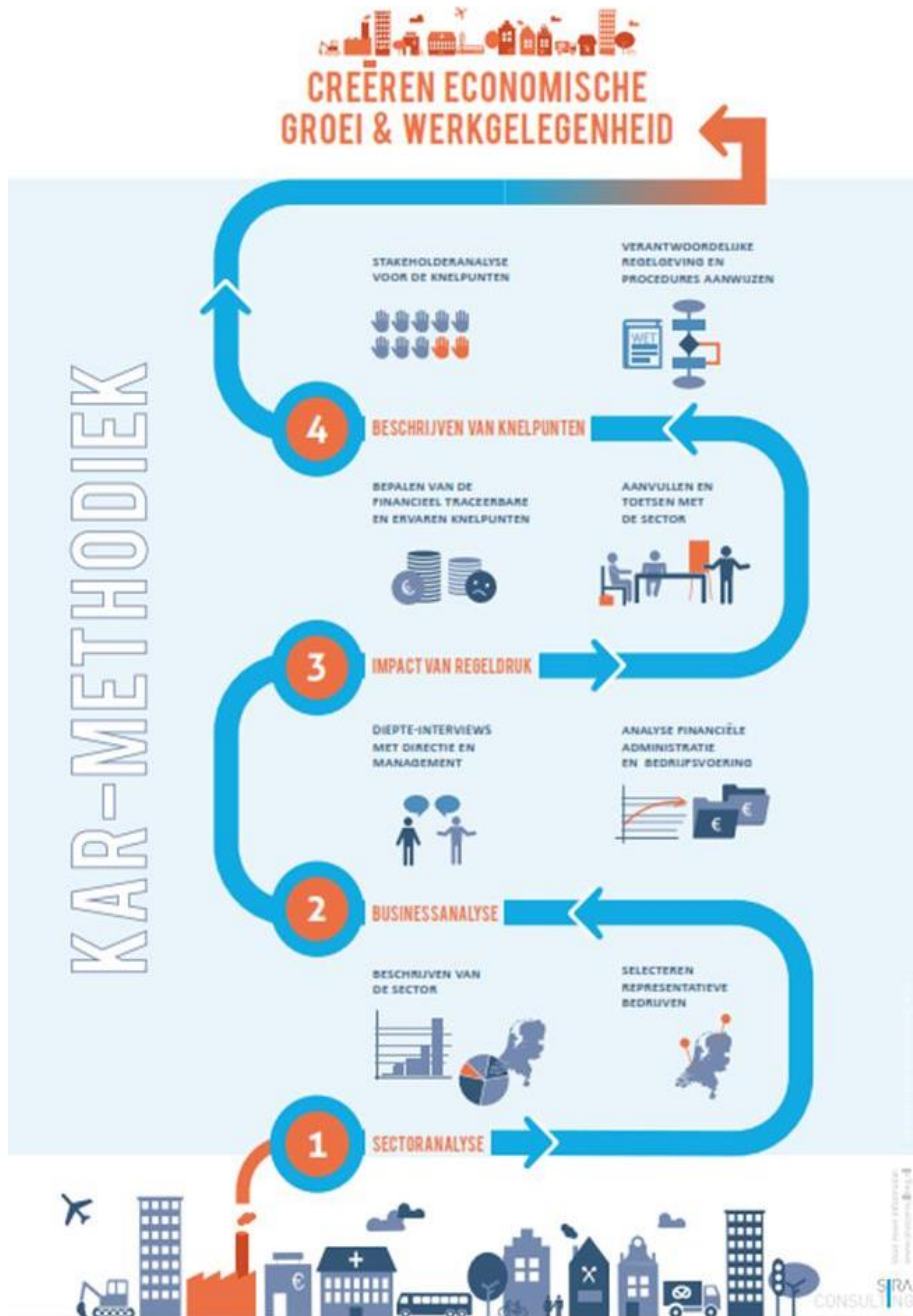 CREËREN ECONOMISCHE
GROEI & WERKGELEGENHEID
KAR-METHODIEK
STAKEHOLDERANALYSE
VOOR DE KNELPUNTEN
VERANTWOORDELIJKE
REGELGEVING EN
PROCEDURES AANWIJZEN
WET
4
BESCHRIJVEN VAN KNELPUNTEN
BEPALEN VAN DE
FINANCIEEL TRACEERBARE
EN ERVAREN KNELPUNTEN
€
AANVULLEN EN
TOETSEN MET
DE SECTOR
3
IMPACT VAN REGELDRUK
DIEPTE-INTERVIEWS
MET DIRECTIE EN
MANAGEMENT
ANALYSE FINANCIËLE
ADMINISTRATIE
EN BEDRIJFSVOERING
€
€
2
BUSINESSANALYSE
BESCHRIJVEN VAN
DE SECTOR
SELECTEREN
REPRESENTATIEVE
BEDRIJVEN
1
SECTORANALYSE
€
SIRA
CONSULTING